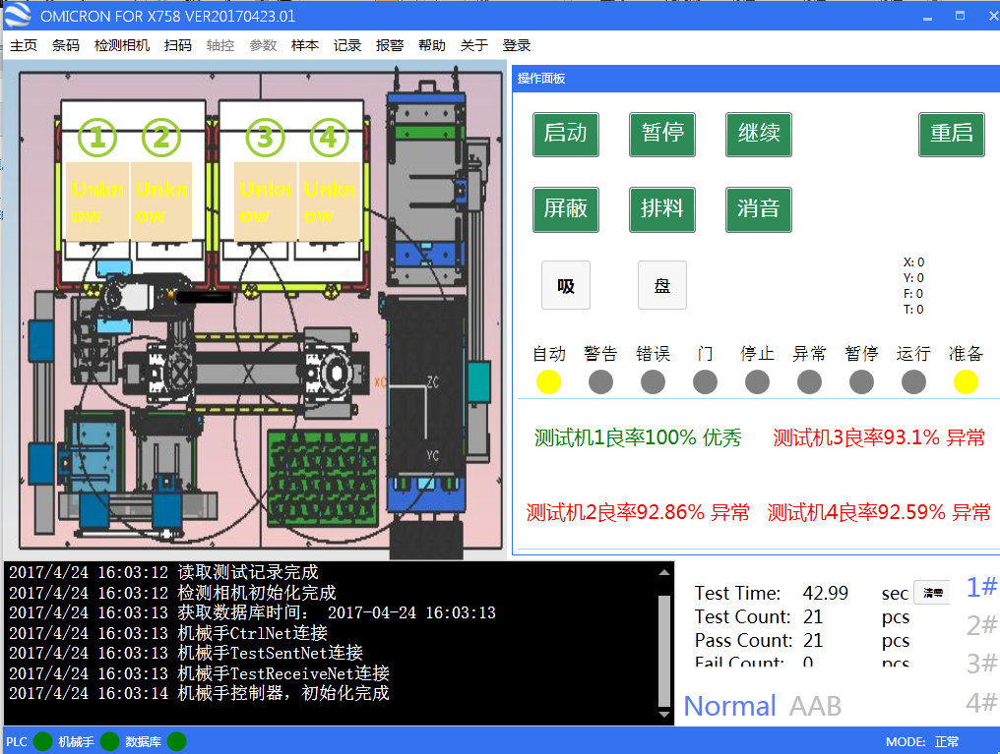 OMICRON FOR X758 VER20170423.01
主页 条码 检测相机 扫码 轴控 参数 样本 记录 报警 帮助 关于 登录
操作面板
① ② ③ ④
Unknow Unknow Unknow Unknow
启动 暂停 继续 重启
屏蔽 排料 消音
吸 盘
X: 0
Y: 0
F: 0
T: 0
自动 警告 错误 门 停止 异常 暂停 运行 准备
XC ZC
YC
测试机1良率100% 优秀 测试机3良率93.1% 异常
测试机2良率92.86% 异常 测试机4良率92.59% 异常
2017/4/24 16:03:12 读取测试记录完成
2017/4/24 16:03:12 检测相机初始化完成
2017/4/24 16:03:13 获取数据库时间： 2017-04-24 16:03:13
2017/4/24 16:03:13 机械手CtrlNet连接
2017/4/24 16:03:13 机械手TestSentNet连接
2017/4/24 16:03:13 机械手TestReceiveNet连接
2017/4/24 16:03:14 机械手控制器，初始化完成
Test Time: 42.99 sec 清零
Test Count: 21 pcs
Pass Count: 21 pcs
Fail Count: 0 pcs
Normal AAB
1#
2#
3#
4#
PLC 机械手 数据库 MODE: 正常